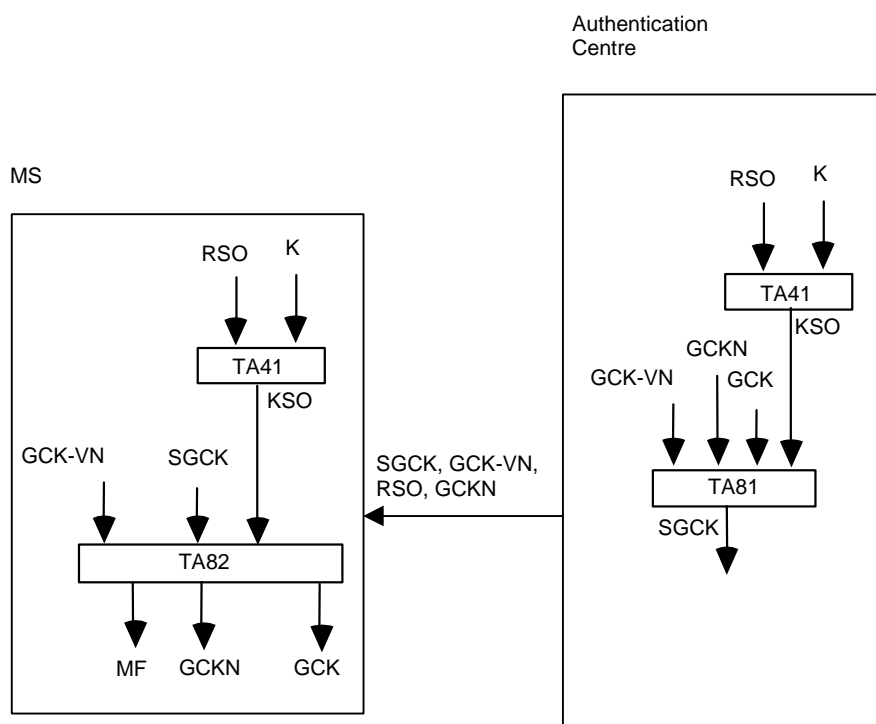 Authentication
Centre
MS
RSO K
TA41
KSO
GCK-VN SGCK
TA82
MF GCKN GCK
SGCK, GCK-VN,
RSO, GCKN
RSO K
TA41
KSO
GCKN
GCK-VN GCK
TA81
SGCK